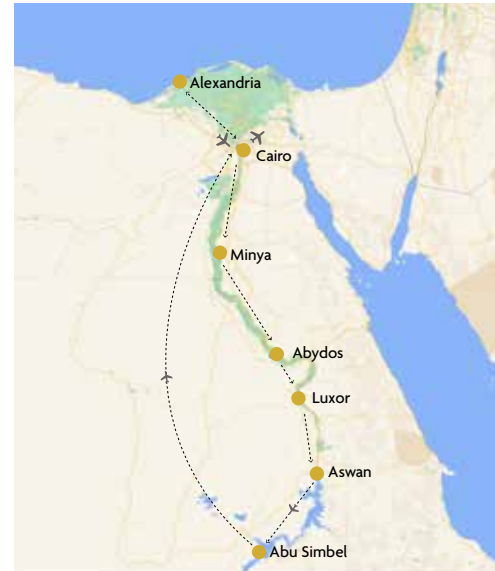 Alexandria
Cairo
Minya
Abydos
Luxor
Aswan
Abu Simbel